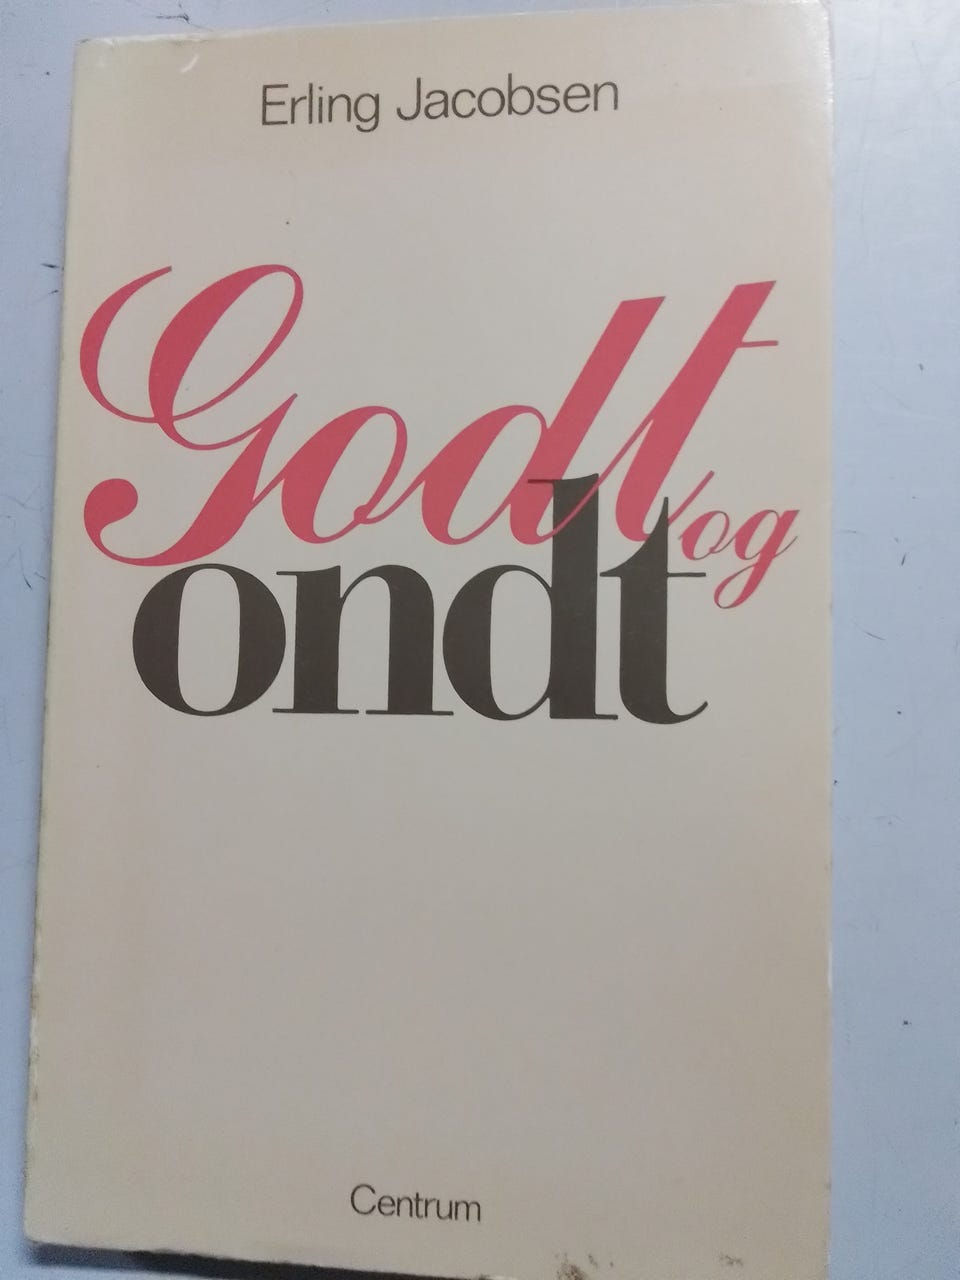 Erling Jacobsen
Godt og
ondt
Centrum